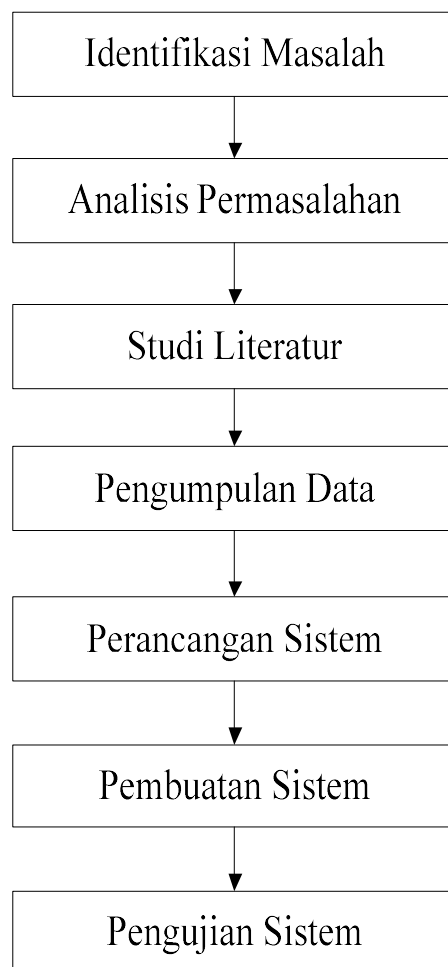 Identifikasi Masalah
Analisis Permasalahan
Studi Literatur
Pengumpulan Data
Perancangan Sistem
Pembuatan Sistem
Pengujian Sistem